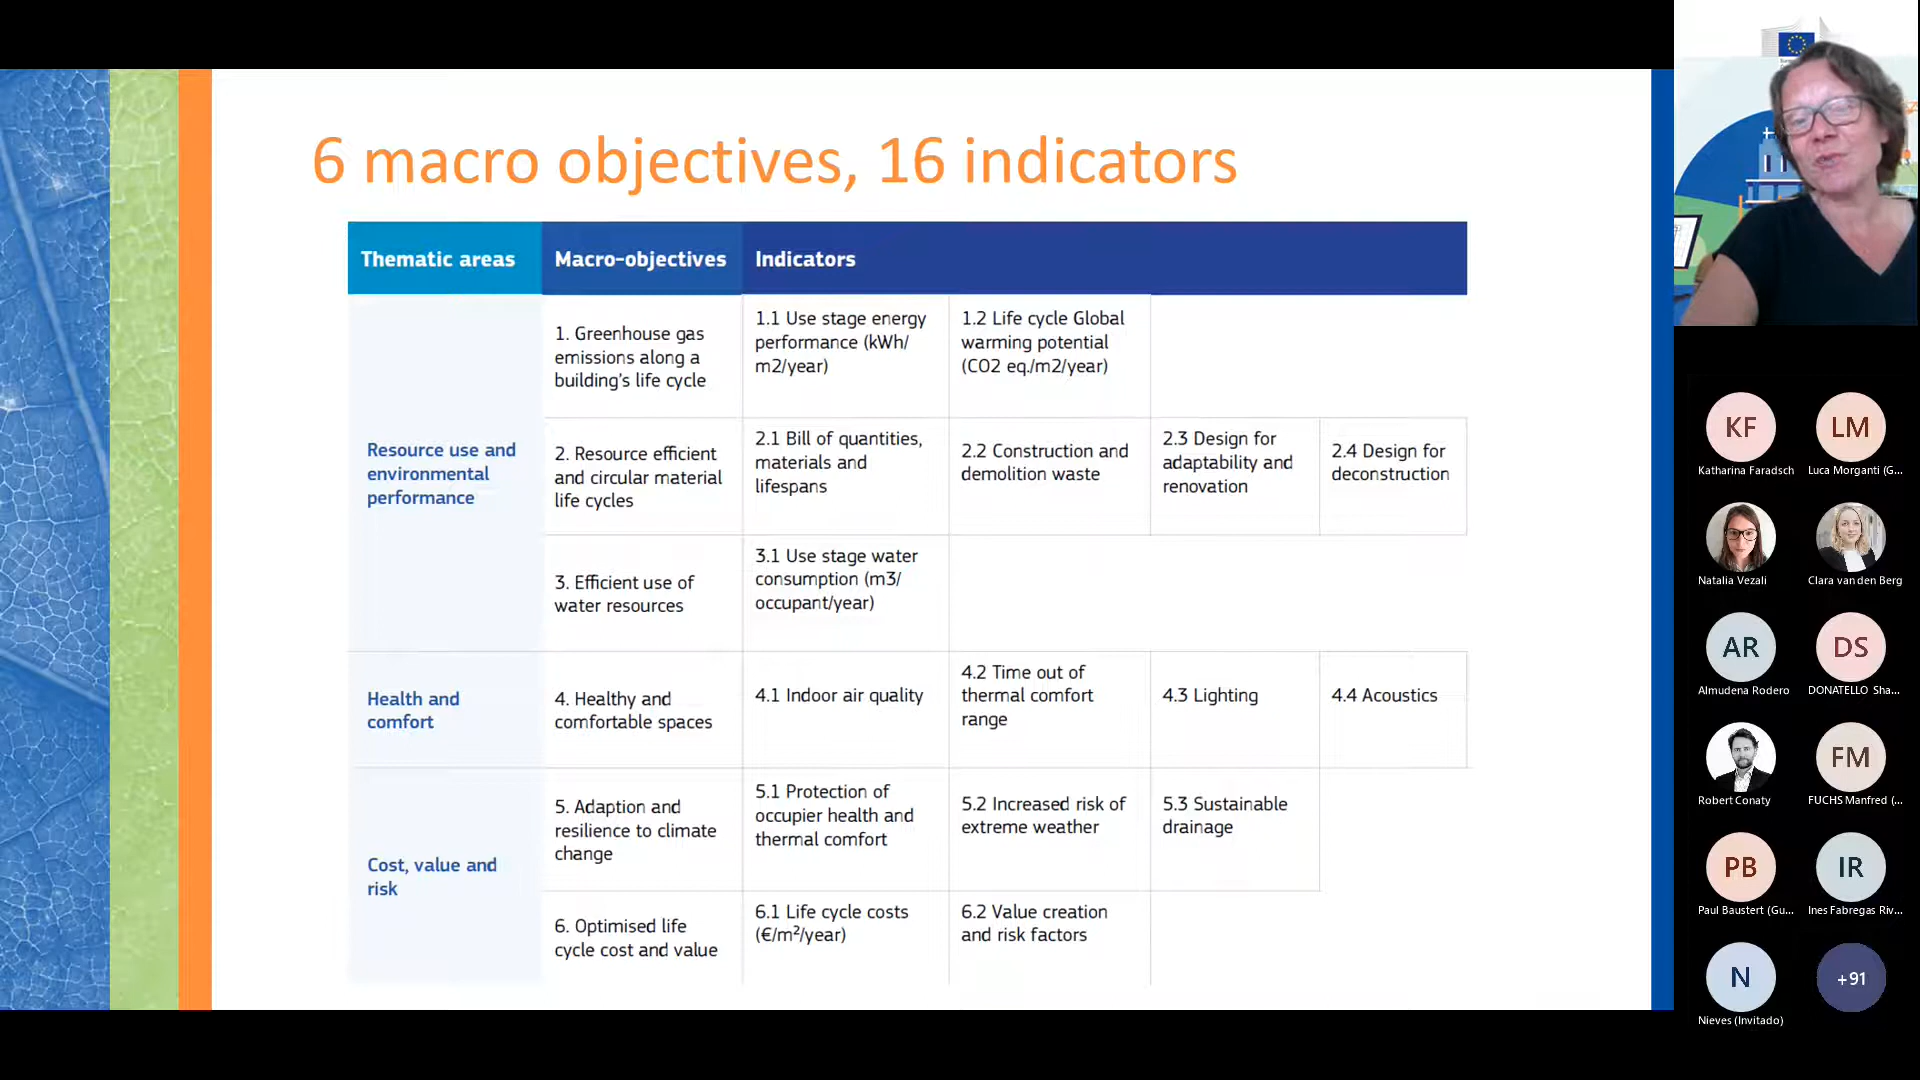 6 macro objectives, 16 indicators
Thematic areas
Macro-objectives
Indicators
Resource use and
environmental
performance
1. Greenhouse gas
emissions along a
building's life cycle
1.1 Use stage energy
performance (kWh/
m2/year)
1.2 Life cycle Global
warming potential
(CO2 eq./m2/year)
2. Resource efficient
and circular material
life cycles
2.1 Bill of quantities,
materials and
lifespans
2.2 Construction and
demolition waste
2.3 Design for
adaptability and
renovation
2.4 Design for
deconstruction
3. Efficient use of
water resources
3.1 Use stage water
consumption (m3/
occupant/year)
Health and
comfort
4. Healthy and
comfortable spaces
4.1 Indoor air quality
4.2 Time out of
thermal comfort
range
4.3 Lighting
4.4 Acoustics
Cost, value and
risk
5. Adaption and
resilience to climate
change
5.1 Protection of
occupier health and
thermal comfort
5.2 Increased risk of
extreme weather
5.3 Sustainable
drainage
6. Optimised life
cycle cost and value
6.1 Life cycle costs
(€/m²/year)
6.2 Value creation
and risk factors
KF
Katharina Faradsch
LM
Luca Morganti (G...
Natalia Vezali
Clara van den Berg
AR
Almudena Rodero
DS
DONATELLO Sha...
Robert Conaty
FM
FUCHS Manfred (...
PB
Paul Baustert (Gu...
IR
Ines Fabregas Riv...
N
Nieves (Invitado)
+91